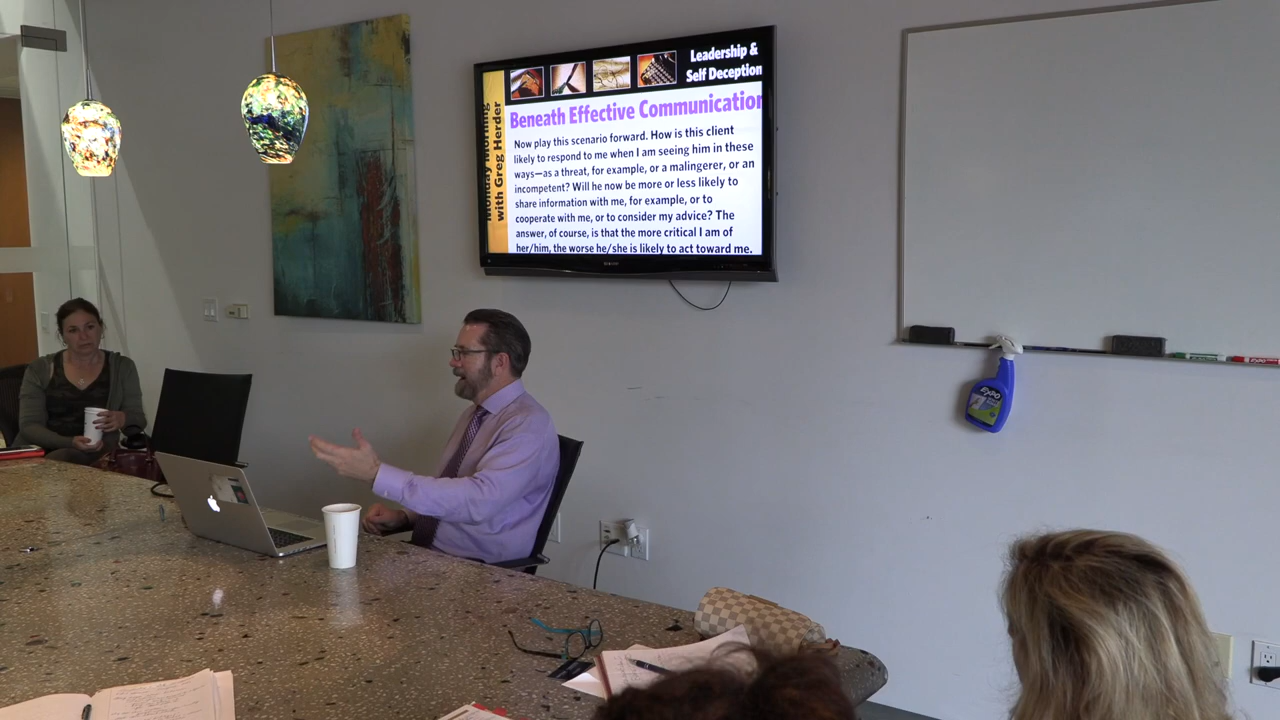 Leadership &
Self Deception
Monday Morning
with Greg Herder
Beneath Effective Communication
Now play this scenario forward. How is this client
likely to respond to me when I am seeing him in these
ways—as a threat, for example, or a malingerer, or an
incompetent? Will he now be more or less likely to
share information with me, for example, or to
cooperate with me, or to consider my advice? The
answer, of course, is that the more critical I am of
her/him, the worse he/she is likely to act toward me.
EXPO